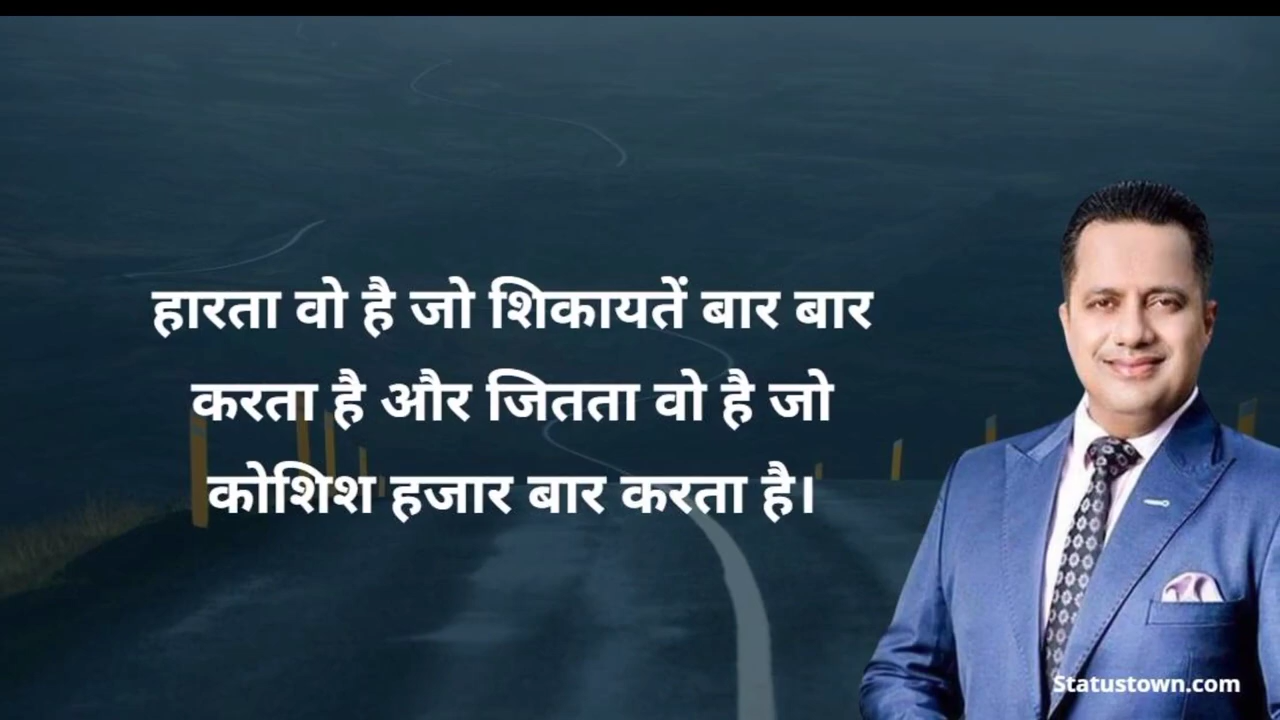 हारता वो है जो शिकायतें बार बार
करता है और जितता वो है जो
कोशिश हजार बार करता है।
Statustown.com